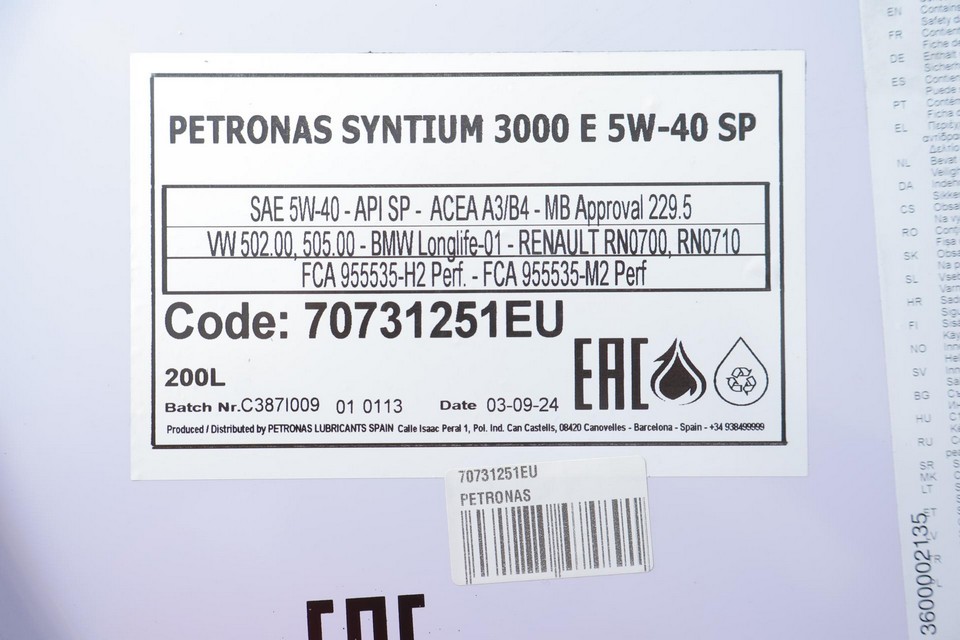 PETRONAS SYNTIUM 3000 E 5W-40 SP
SAE 5W-40 - API SP - ACEA A3/B4 - MB Approval 229.5
VW 502.00, 505.00 - BMW Longlife-01 - RENAULT RN0700, RN0710
FCA 955535-H2 Perf. - FCA 955535-M2 Perf
Code: 70731251EU
EAC
200L
Batch Nr.C387I009 01 0113 Date 03-09-24
Produced / Distributed by PETRONAS LUBRICANTS SPAIN Calle Isaac Peral 1, Pol. Ind. Can Castells, 08420 Canovelles - Barcelona - Spain - +34 938499999
70731251EU
PETRONAS
EAC
EN
FR
DE
ES
PT
EL
NL
DA
CS
RO
SK
SL
HR
FI
NO
SV
BG
HU
RU
SR
MK
LT
3600002135